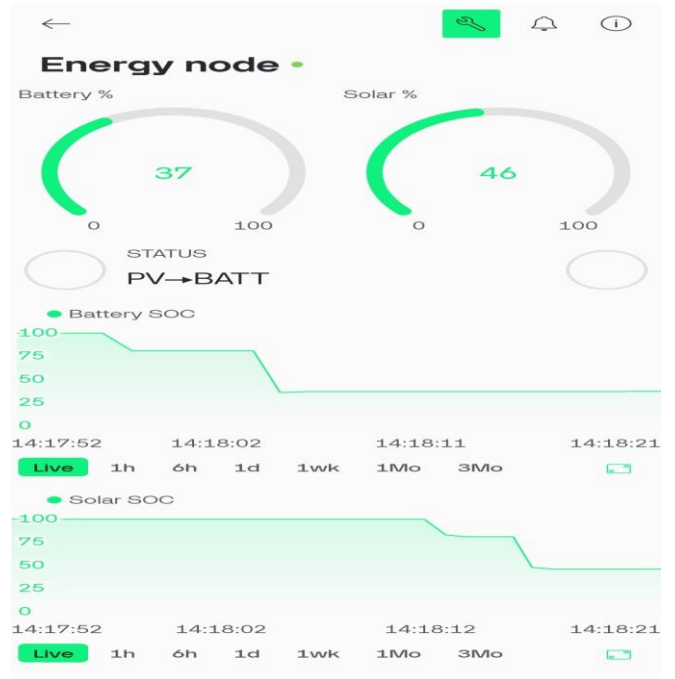 Energy node
Battery % Solar %
37 46
0 100 0 100
STATUS
PV→BATT
Battery SOC
100
75
50
25
0
14:17:52 14:18:02 14:18:11 14:18:21
Live 1h 6h 1d 1wk 1Mo 3Mo
Solar SOC
100
75
50
25
0
14:17:52 14:18:02 14:18:12 14:18:21
Live 1h 6h 1d 1wk 1Mo 3Mo